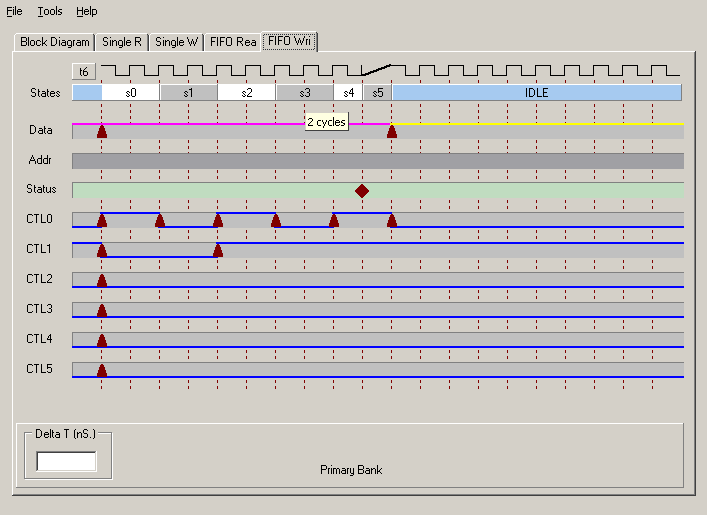 File Tools Help
Block Diagram Single R Single W FIFO Rea FIFO Wri
t6
States s0 s1 s2 s3 s4 s5 IDLE
2 cycles
Data
Addr
Status
CTL0
CTL1
CTL2
CTL3
CTL4
CTL5
Delta T (nS.)
Primary Bank